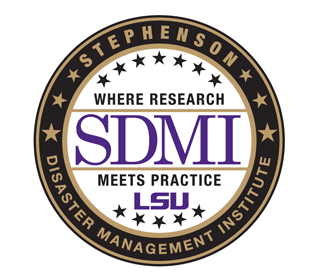 STEPHENSON
WHERE RESEARCH
SDMI
MEETS PRACTICE
LSU
DISASTER MANAGEMENT INSTITUTE